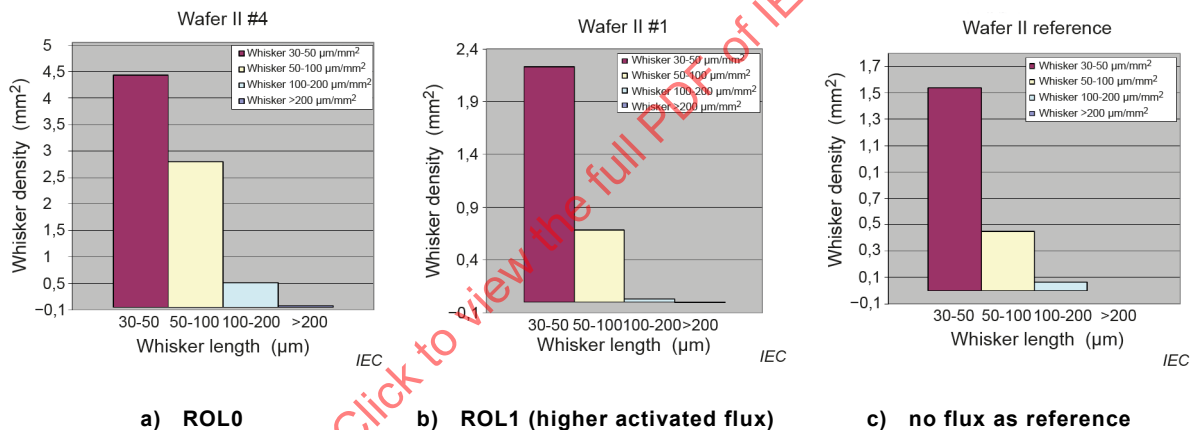 Wafer II #4
5
4,5
4
3,5
3
2,5
2
1,5
1
0,5
−0,1
Whisker density (mm2)
Whisker 30-50 µm/mm2
Whisker 50-100 µm/mm2
Whisker 100-200 µm/mm2
Whisker >200 µm/mm2
30-50 50-100 100-200 >200
Whisker length (µm)
IEC
a) ROL0
Wafer II #1
2,4
1,9
1,4
0,9
0,4
−0,1
Whisker density (mm2)
Whisker 30-50 µm/mm2
Whisker 50-100 µm/mm2
Whisker 100-200 µm/mm2
Whisker >200 µm/mm2
30-50 50-100 100-200 >200
Whisker length (µm)
IEC
b) ROL1 (higher activated flux)
Wafer II reference
1,7
1,5
1,3
1,1
0,9
0,7
0,5
0,3
0,1
−0,1
Whisker density (mm2)
Whisker 30-50 µm/mm2
Whisker 50-100 µm/mm2
Whisker 100-200 µm/mm2
Whisker >200 µm/mm2
30-50 50-100 100-200 >200
Whisker length (µm)
IEC
c) no flux as reference
Click to view the full PDF of IE